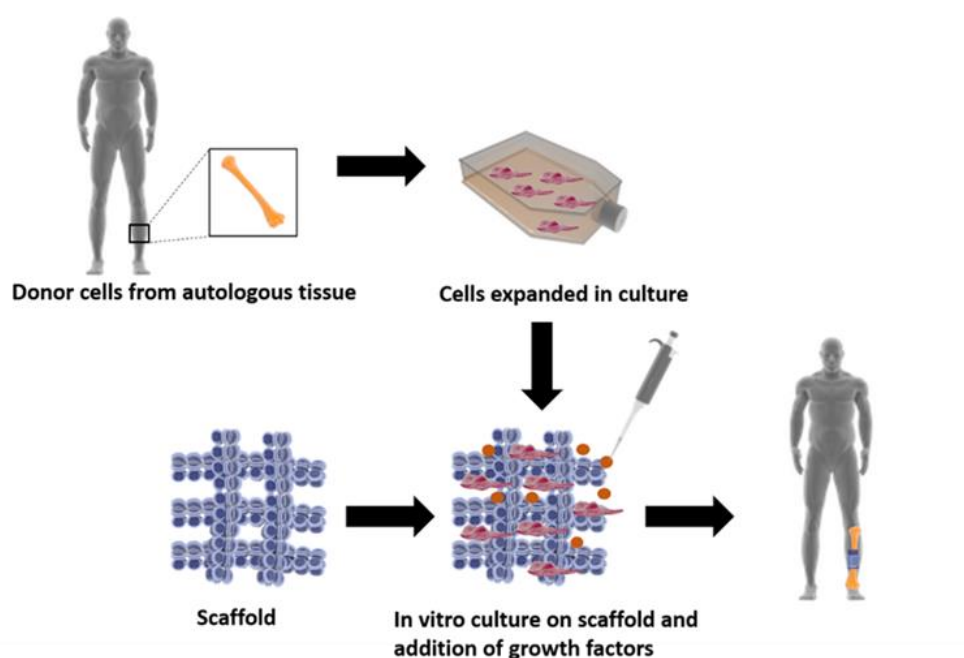 Donor cells from autologous tissue
Cells expanded in culture
Scaffold
In vitro culture on scaffold and
addition of growth factors